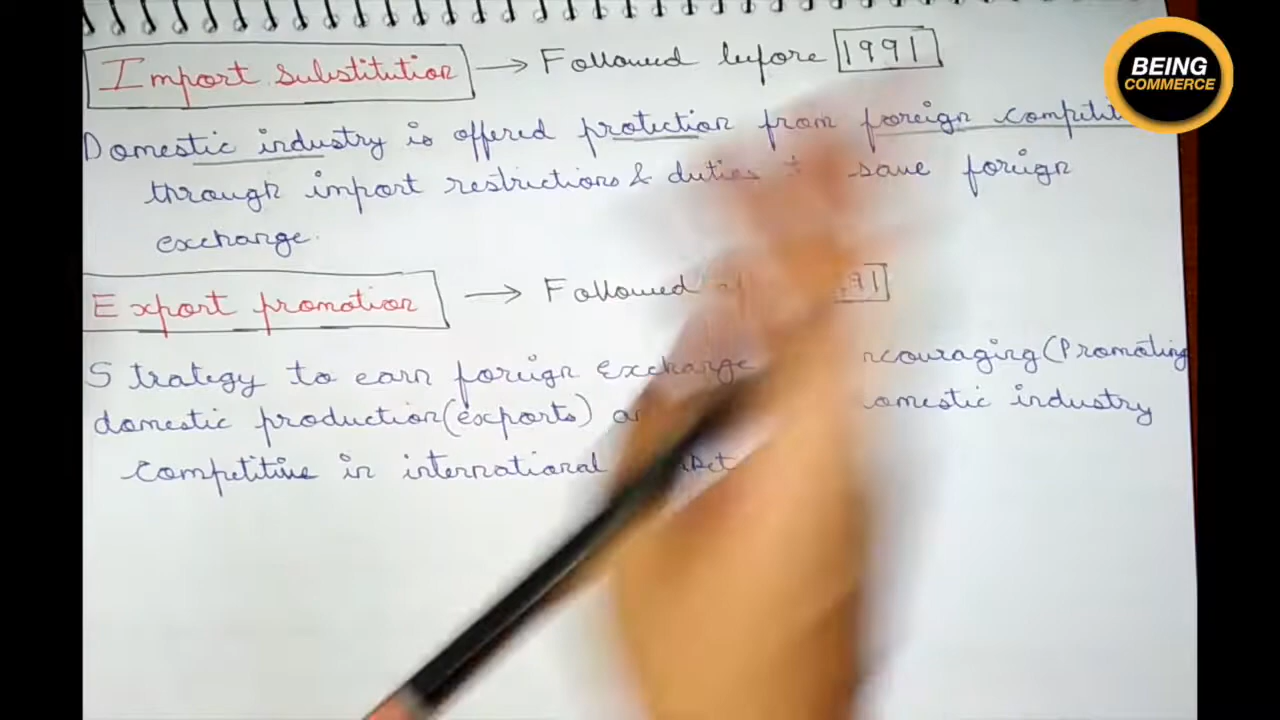 Import Substitution → Followed before 1991
BEING
COMMERCE
Domestic industry is offered protection from foreign competit
through import restrictions & duties save foreign
exchange.
Export promotion → Followed
Strategy to earn foreign Exchange ncouraging (Promoting
domestic production (exports) omestic industry
competitive in international